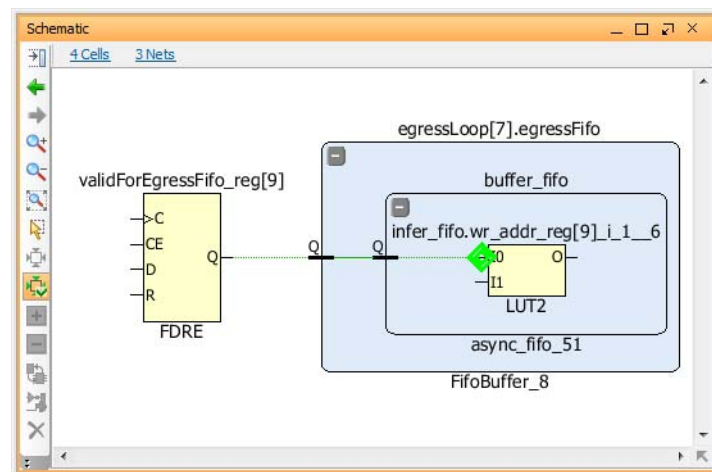 Schematic
4 Cells 3 Nets
egressLoop[7].egressFifo
validForEgressFifo_reg[9]
buffer_fifo
infer_fifo.wr_addr_reg[9]_i_1__6
C
CE
D
R
Q
Q
Q
I0
I1
O
LUT2
FDRE
async_fifo_51
FifoBuffer_8